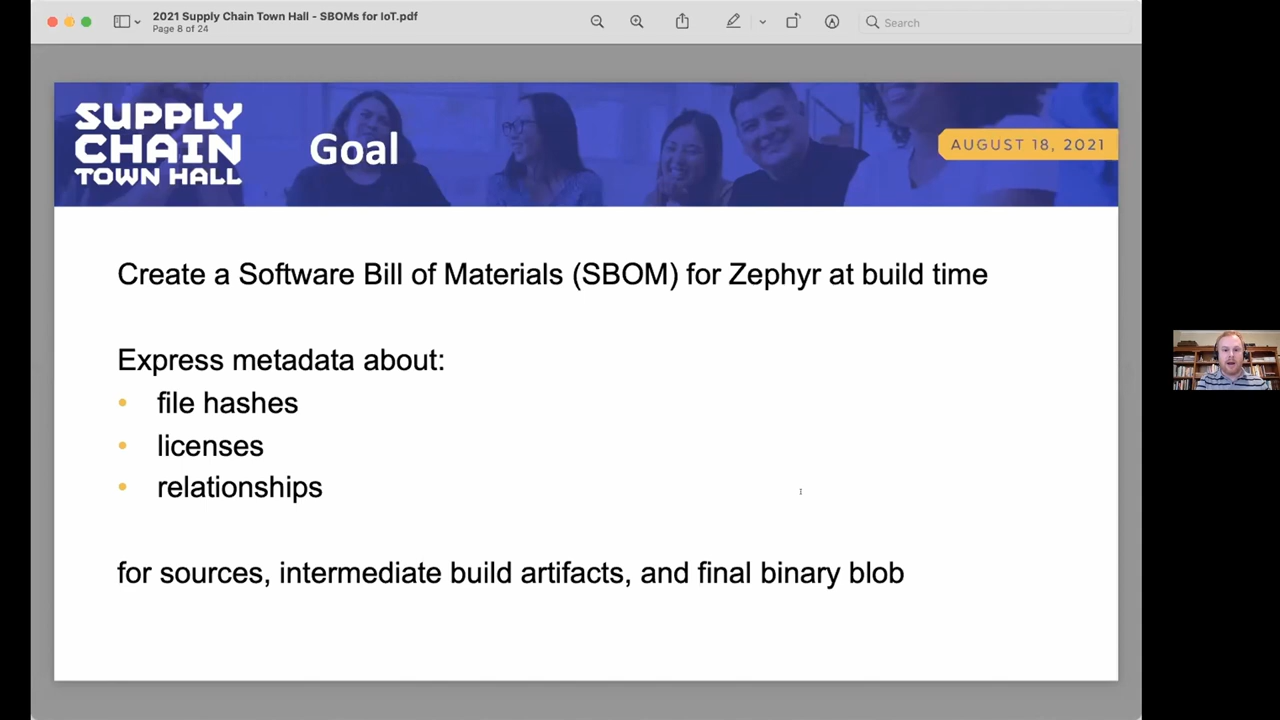 2021 Supply Chain Town Hall - SBOMs for IoT.pdf
Page 8 of 24
Search
SUPPLY
CHAIN
TOWN HALL
Goal
AUGUST 18, 2021
Create a Software Bill of Materials (SBOM) for Zephyr at build time
Express metadata about:
• file hashes
• licenses
• relationships
for sources, intermediate build artifacts, and final binary blob